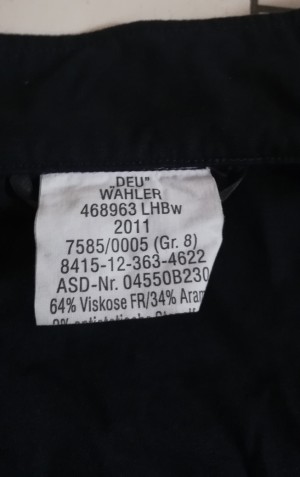 „DEU"
WAHLER
468963 LHBw
2011
7585/0005 (Gr. 8)
8415-12-363-4622
ASD-Nr. 04550B230
64% Viskose FR/34% Aram